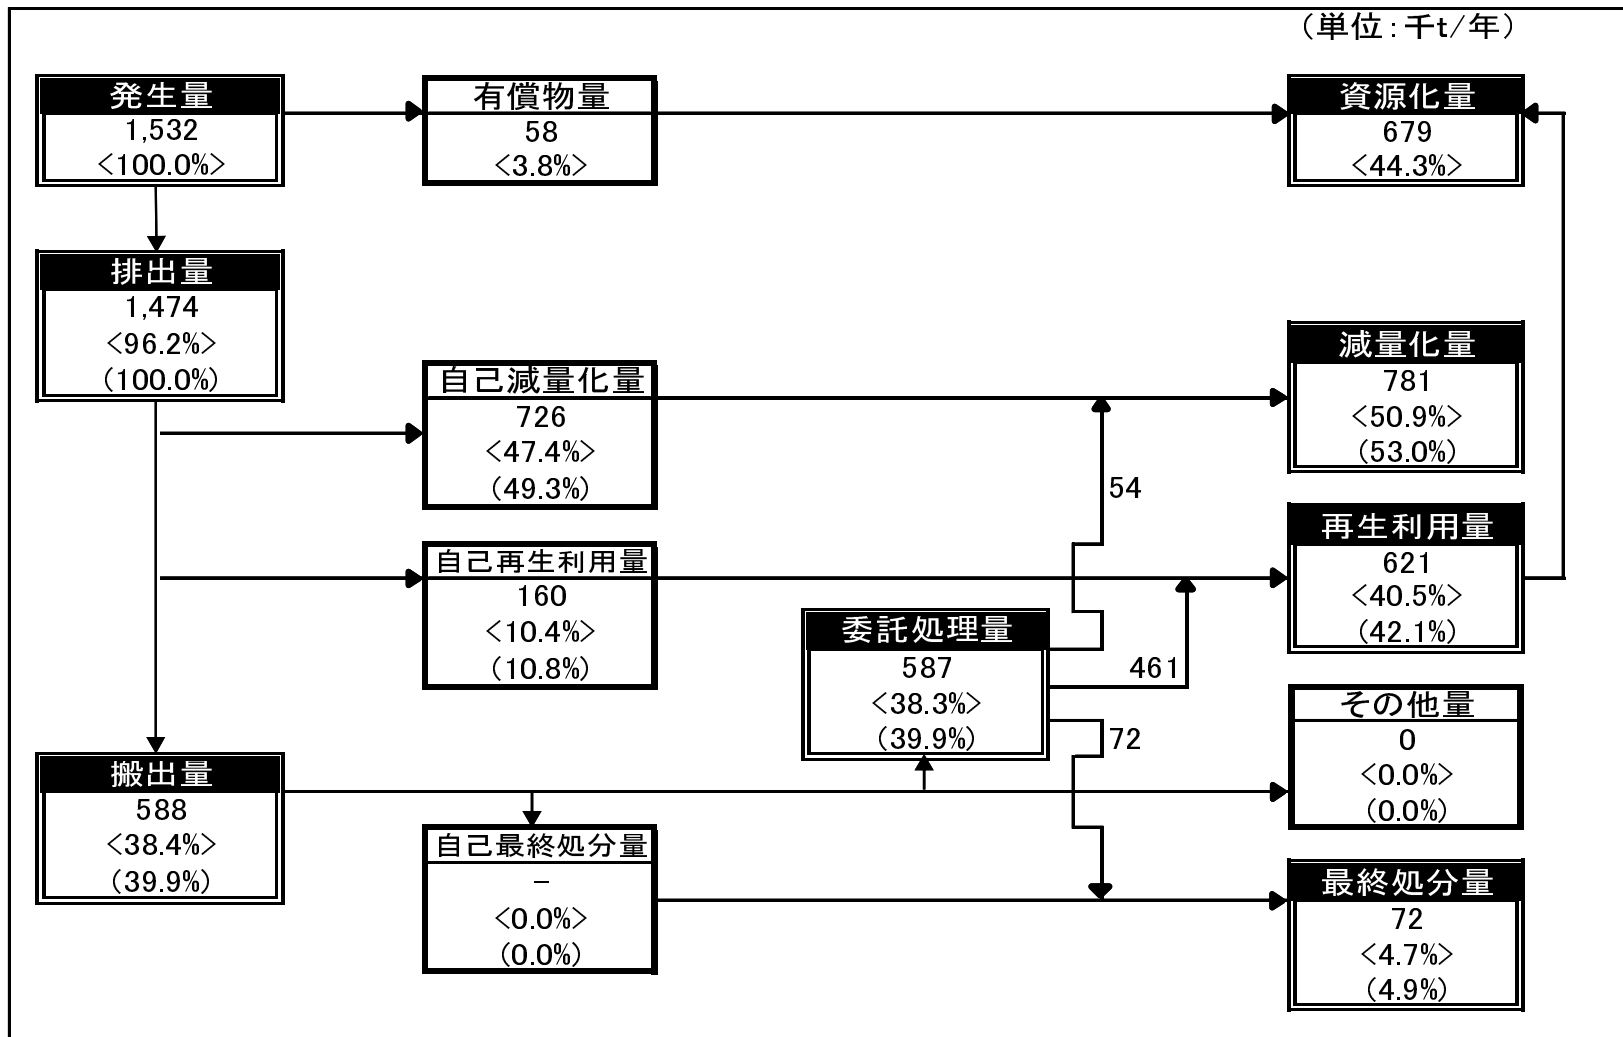 （単位：千t/年）
発生量
1,532
<100.0%>
有償物量
58
<3.8%>
資源化量
679
<44.3%>
排出量
1,474
<96.2%>
(100.0%)
自己減量化量
726
<47.4%>
(49.3%)
減量化量
781
<50.9%>
(53.0%)
54
自己再生利用量
160
<10.4%>
(10.8%)
再生利用量
621
<40.5%>
(42.1%)
委託処理量
587
<38.3%>
(39.9%)
461
72
その他量
0
<0.0%>
(0.0%)
搬出量
588
<38.4%>
(39.9%)
自己最終処分量
－
<0.0%>
(0.0%)
最終処分量
72
<4.7%>
(4.9%)